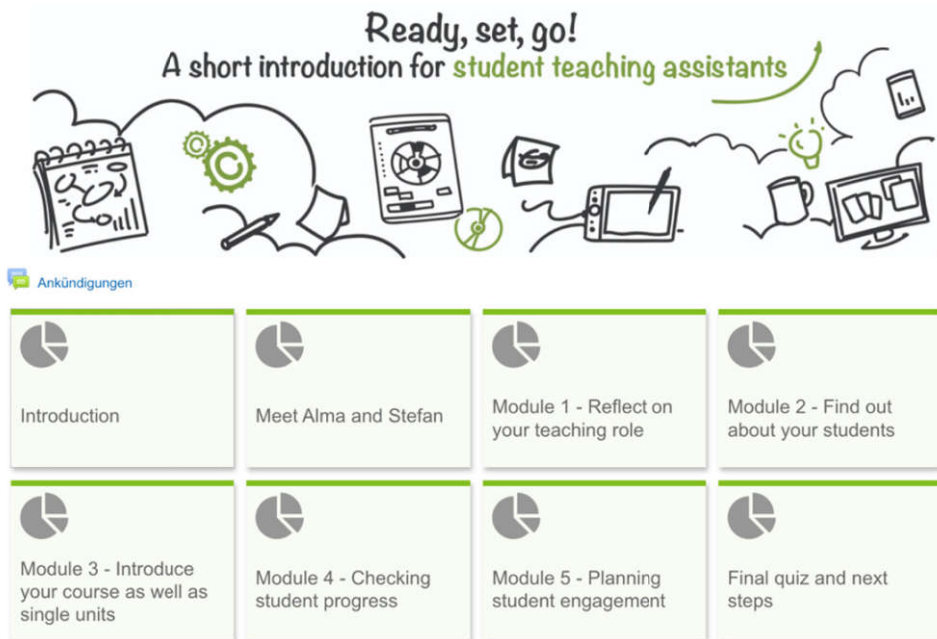 Ready, set, go!
A short introduction for student teaching assistants
Ankündigungen
Introduction
Meet Alma and Stefan
Module 1 - Reflect on
your teaching role
Module 2 - Find out
about your students
Module 3 - Introduce
your course as well as
single units
Module 4 - Checking
student progress
Module 5 - Planning
student engagement
Final quiz and next
steps